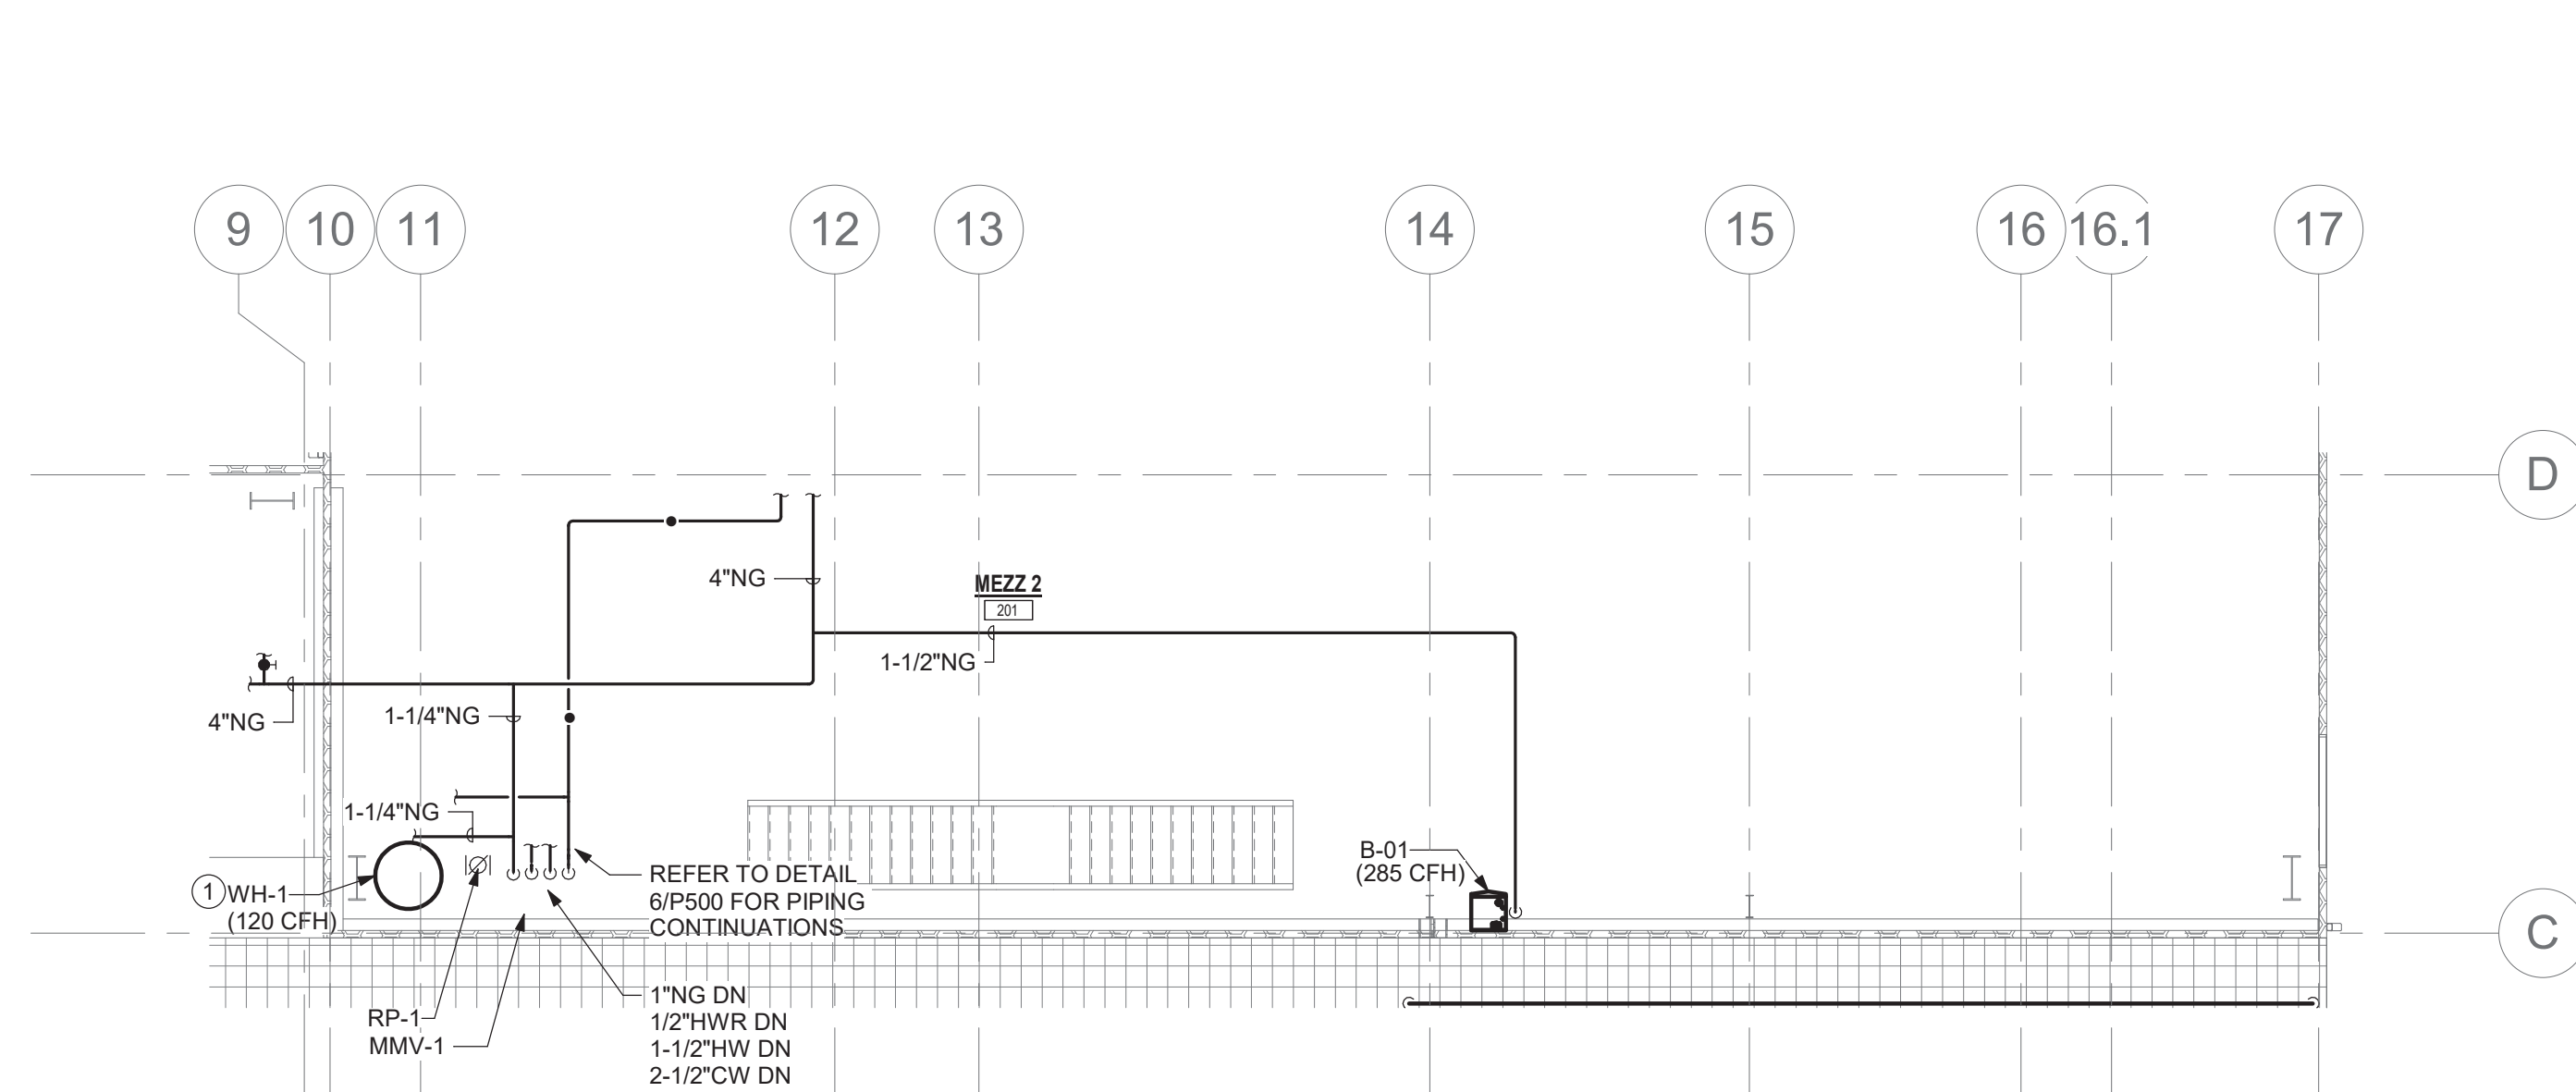 9
10
11
12
13
14
15
16
16.1
17
D
4"NG
MEZZ 2
201
1-1/2"NG
4"NG
1-1/4"NG
1-1/4"NG
B-01
(285 CFH)
1
WH-1
(120 CFH)
REFER TO DETAIL
6/P500 FOR PIPING
CONTINUATIONS
C
RP-1
MMV-1
1"NG DN
1/2"HWR DN
1-1/2"HW DN
2-1/2"CW DN